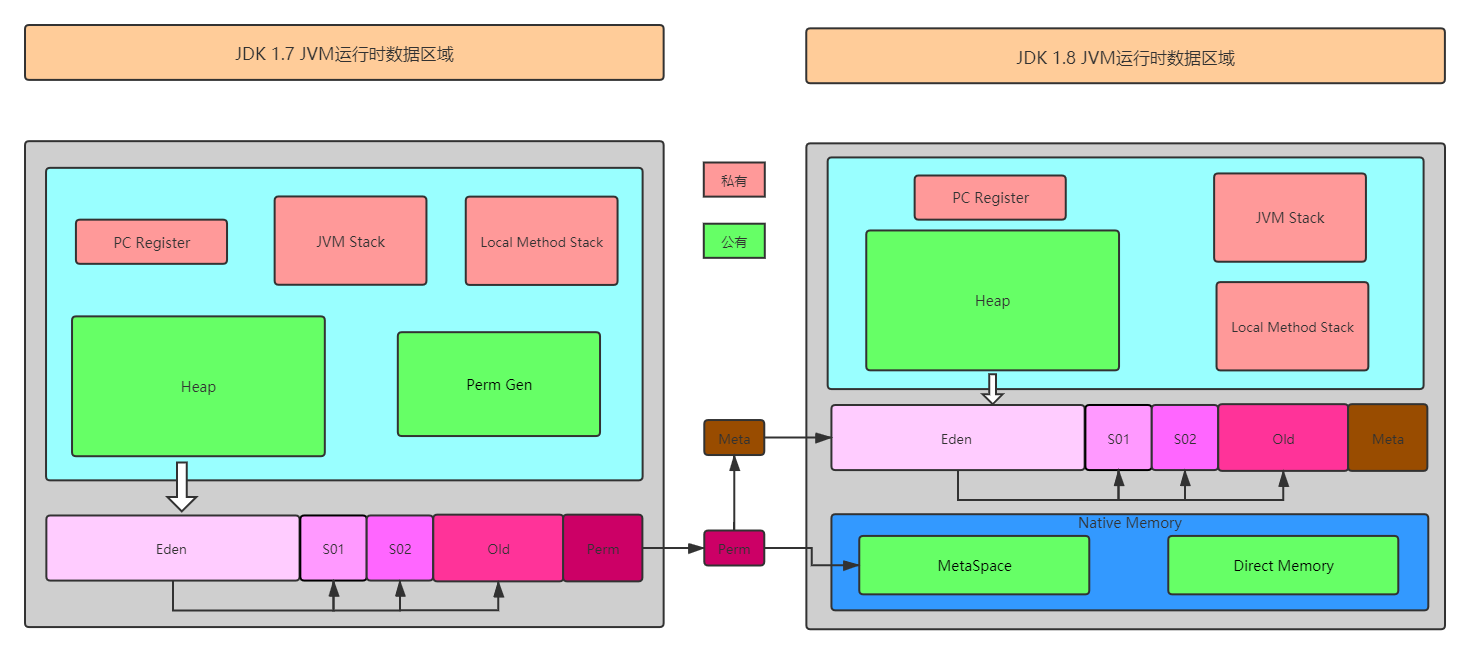 JDK 1.7 JVM运行时数据区域
JDK 1.8 JVM运行时数据区域
PC Register
JVM Stack
Local Method Stack
Heap
Perm Gen
Eden
S01
S02
Old
Perm
私有
公有
Meta
Perm
PC Register
JVM Stack
Heap
Local Method Stack
Eden
S01
S02
Old
Meta
Native Memory
MetaSpace
Direct Memory